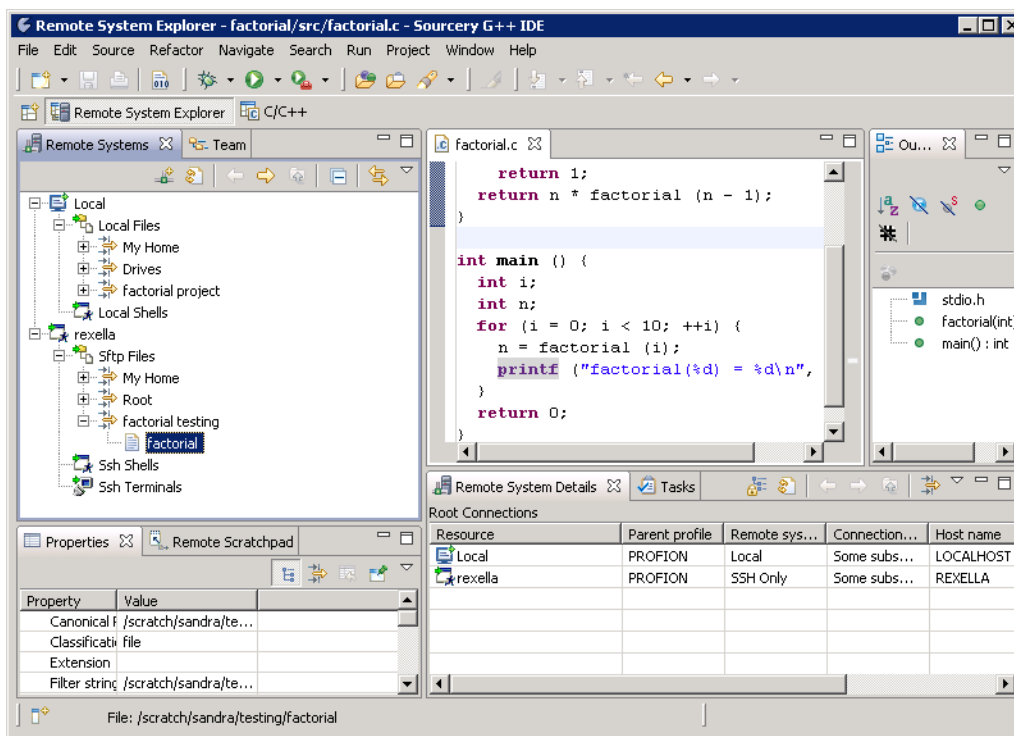 Remote System Explorer - factorial/src/factorial.c - Sourcery G++ IDE
File Edit Source Refactor Navigate Search Run Project Window Help
010
Remote System Explorer C/C++
Remote Systems Team
Local
Local Files
My Home
Drives
factorial project
Local Shells
rexella
Sftp Files
My Home
Root
factorial testing
factorial
Ssh Shells
Ssh Terminals
factorial.c
return 1;
return n * factorial (n - 1);
}
int main () {
int i;
int n;
for (i = 0; i < 10; ++i) {
n = factorial (i);
printf ("factorial(%d) = %d\n",
}
return 0;
}
Ou...
stdio.h
factorial(int)
main() : int
Properties Remote Scratchpad
Property Value
Canonical F /scratch/sandra/te...
Classificati file
Extension
Filter string /scratch/sandra/te...
Remote System Details Tasks
Root Connections
Resource Parent profile Remote sys... Connection... Host name
Local PROFION Local Some subs... LOCALHOST
rexella PROFION SSH Only Some subs... REXELLA
File: /scratch/sandra/testing/factorial